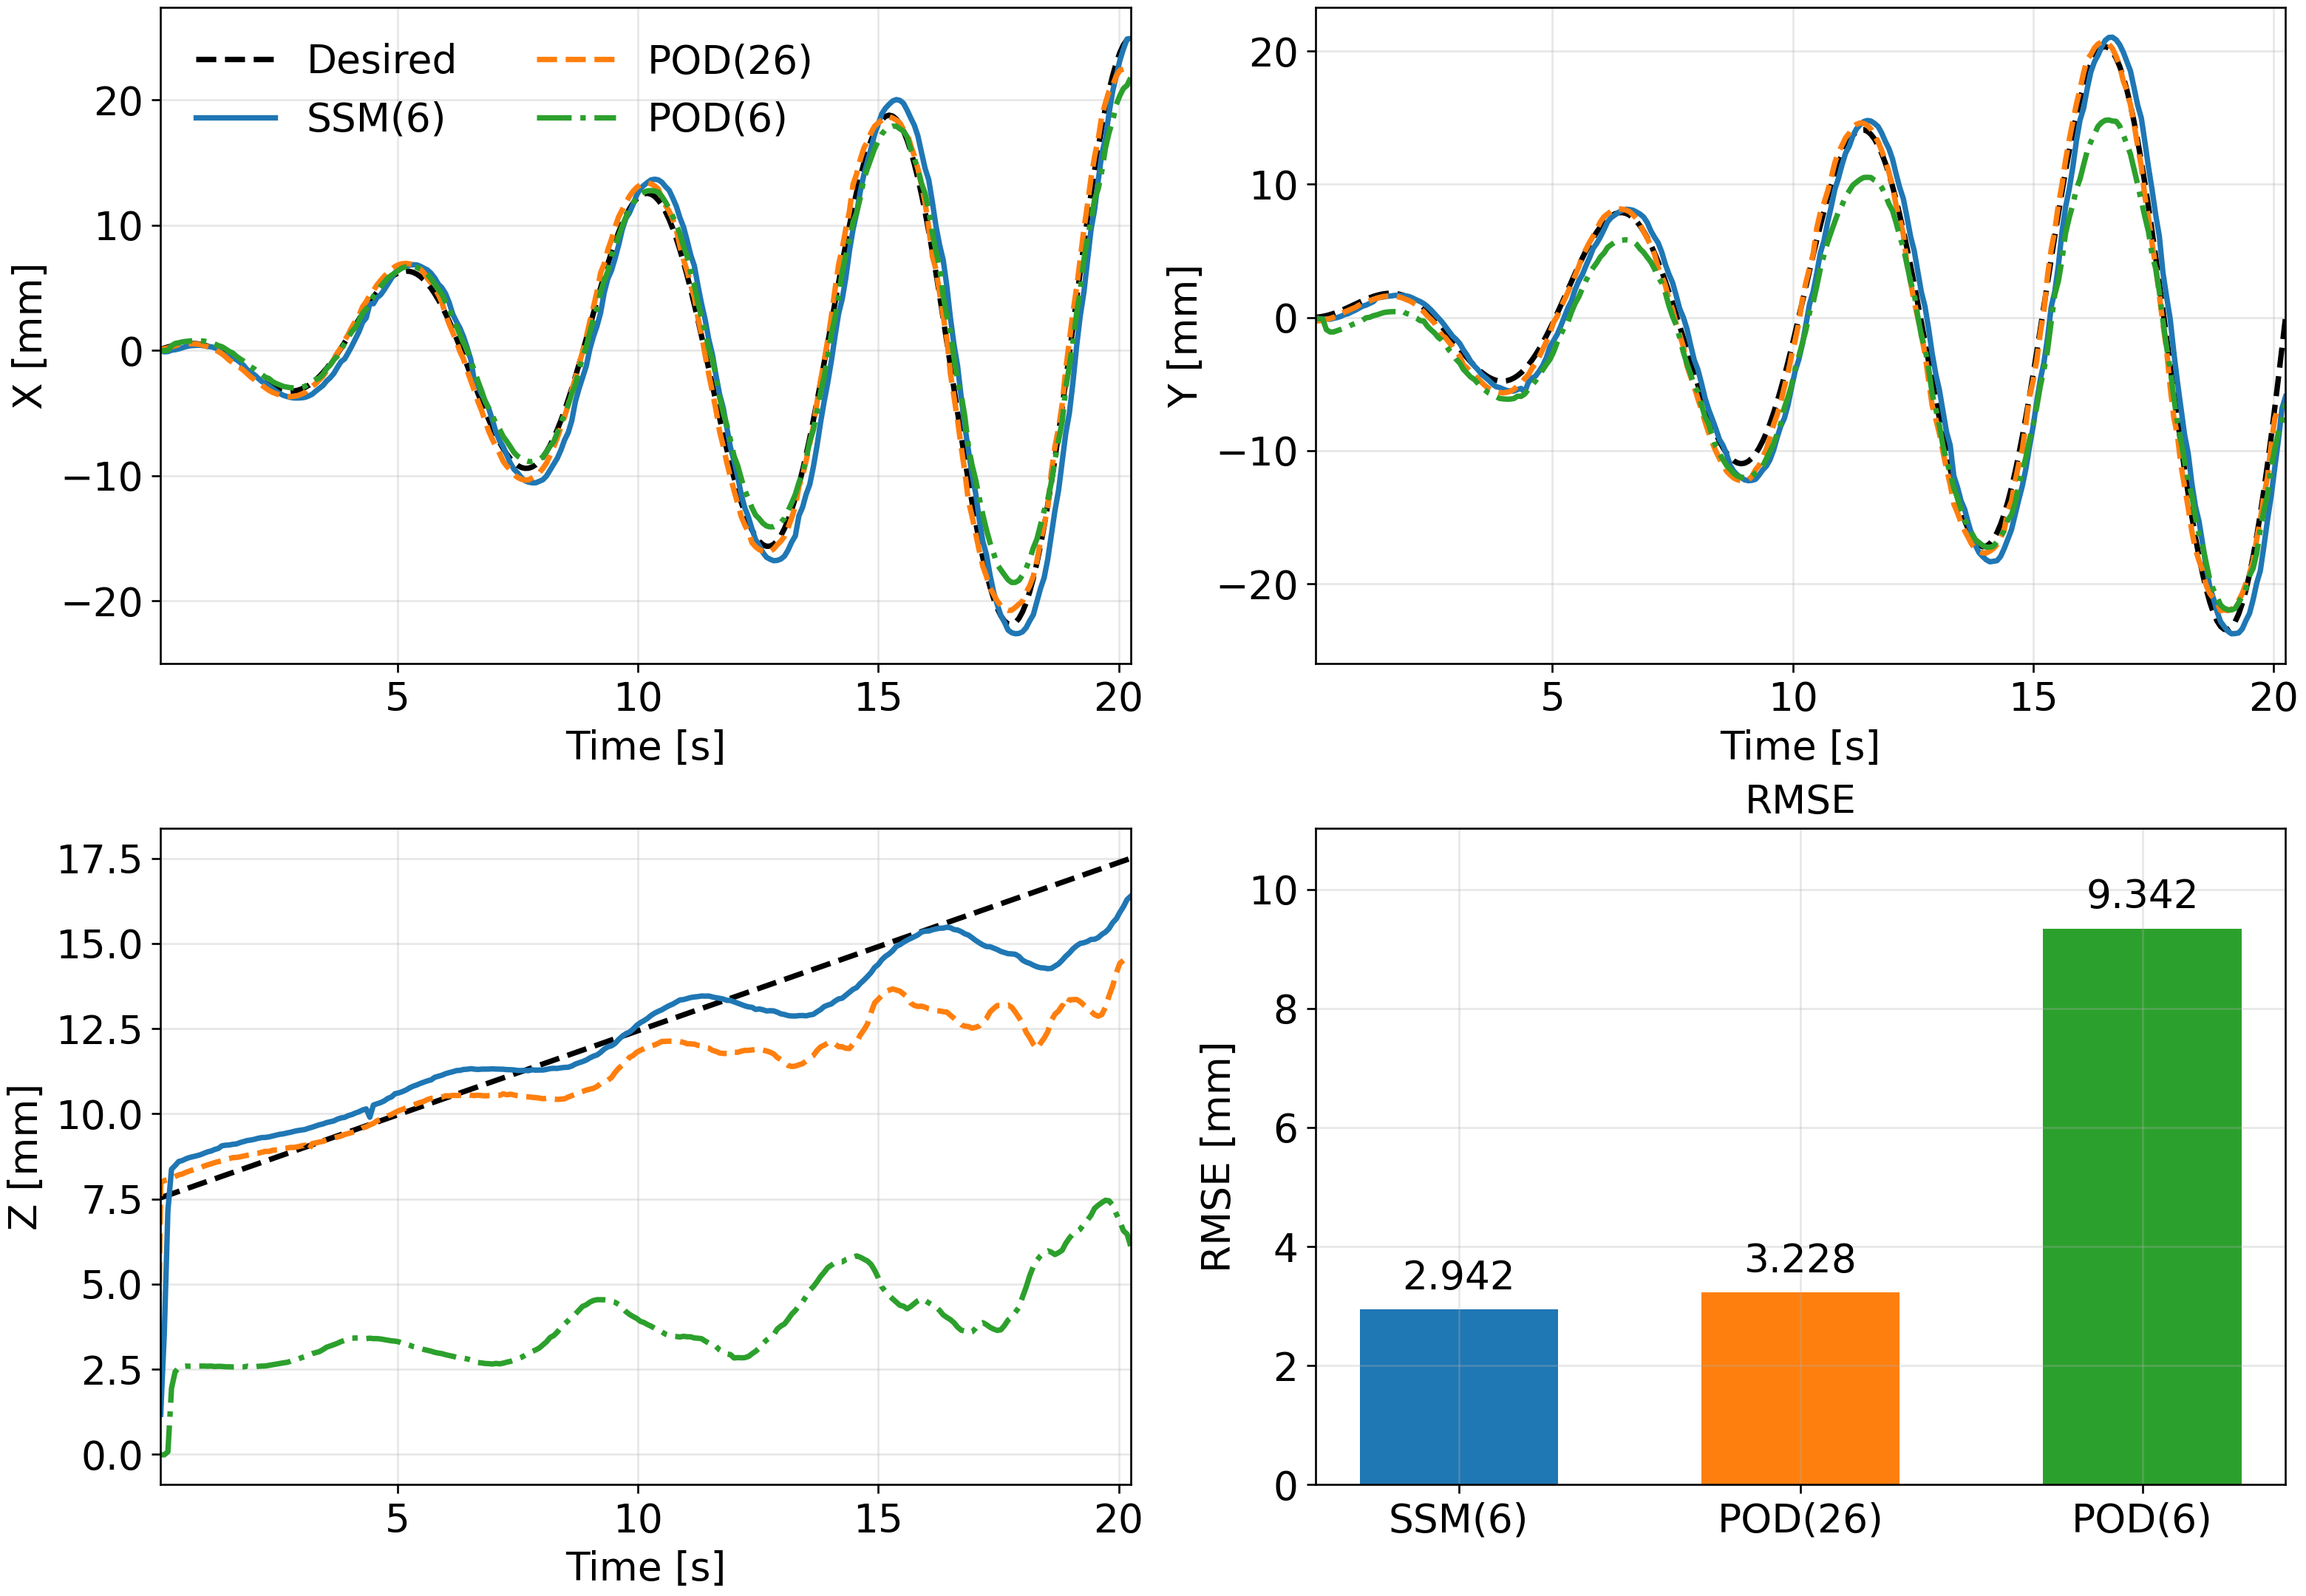 Desired
SSM(6)
POD(26)
POD(6)
X [mm]
20
10
0
−10
−20
5 10 15 20
Time [s]
Y [mm]
20
10
0
−10
−20
5 10 15 20
Time [s]
Z [mm]
17.5
15.0
12.5
10.0
7.5
5.0
2.5
0.0
5 10 15 20
Time [s]
RMSE
RMSE [mm]
10
8
6
4
2
0
2.942
3.228
9.342
SSM(6) POD(26) POD(6)